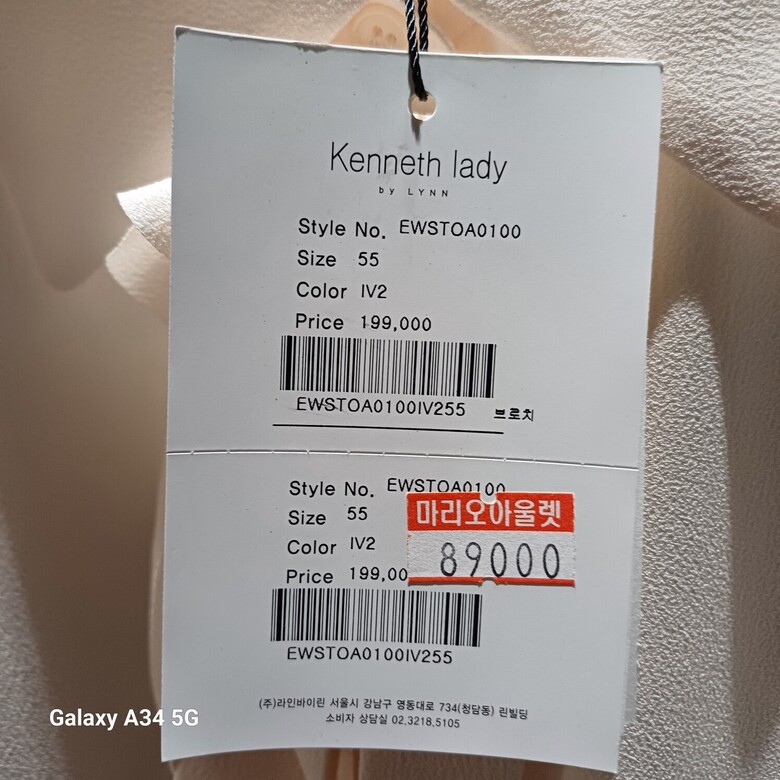 Kenneth lady
by LYNN
Style No. EWSTOA0100
Size 55
Color IV2
Price 199,000
EWSTOA0100IV255 브로치
Style No. EWSTOA0100
Size 55
Color IV2
Price 199,00
마리오아울렛
89000
EWSTOA0100IV255
(주)라인바이린 서울시 강남구 영동대로 734(청담동) 린빌딩
소비자 상담실 02.3218.5105
Galaxy A34 5G